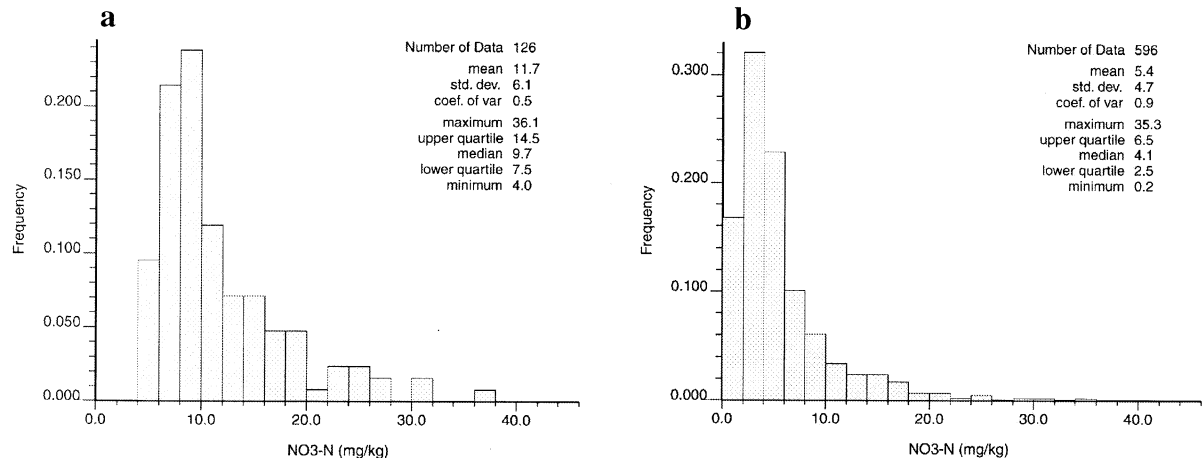 a
Number of Data 126
mean 11.7
std. dev. 6.1
coef. of var 0.5
maximum 36.1
upper quartile 14.5
median 9.7
lower quartile 7.5
minimum 4.0
Frequency
0.200
0.150
0.100
0.050
0.000
0.0 10.0 20.0 30.0 40.0
NO3-N (mg/kg)
b
Number of Data 596
mean 5.4
std. dev. 4.7
coef. of var 0.9
maximum 35.3
upper quartile 6.5
median 4.1
lower quartile 2.5
minimum 0.2
Frequency
0.300
0.200
0.100
0.000
0.0 10.0 20.0 30.0 40.0
NO3-N (mg/kg)